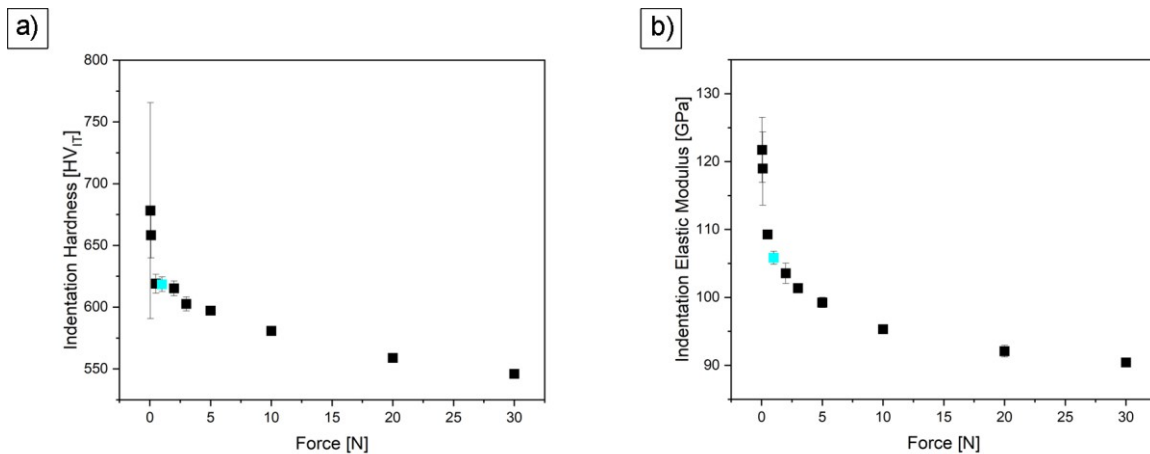 a)
800
750
700
650
600
550
Indentation Hardness [HV_IT]
0 5 10 15 20 25 30
Force [N]
b)
130
120
110
100
90
Indentation Elastic Modulus [GPa]
0 5 10 15 20 25 30
Force [N]